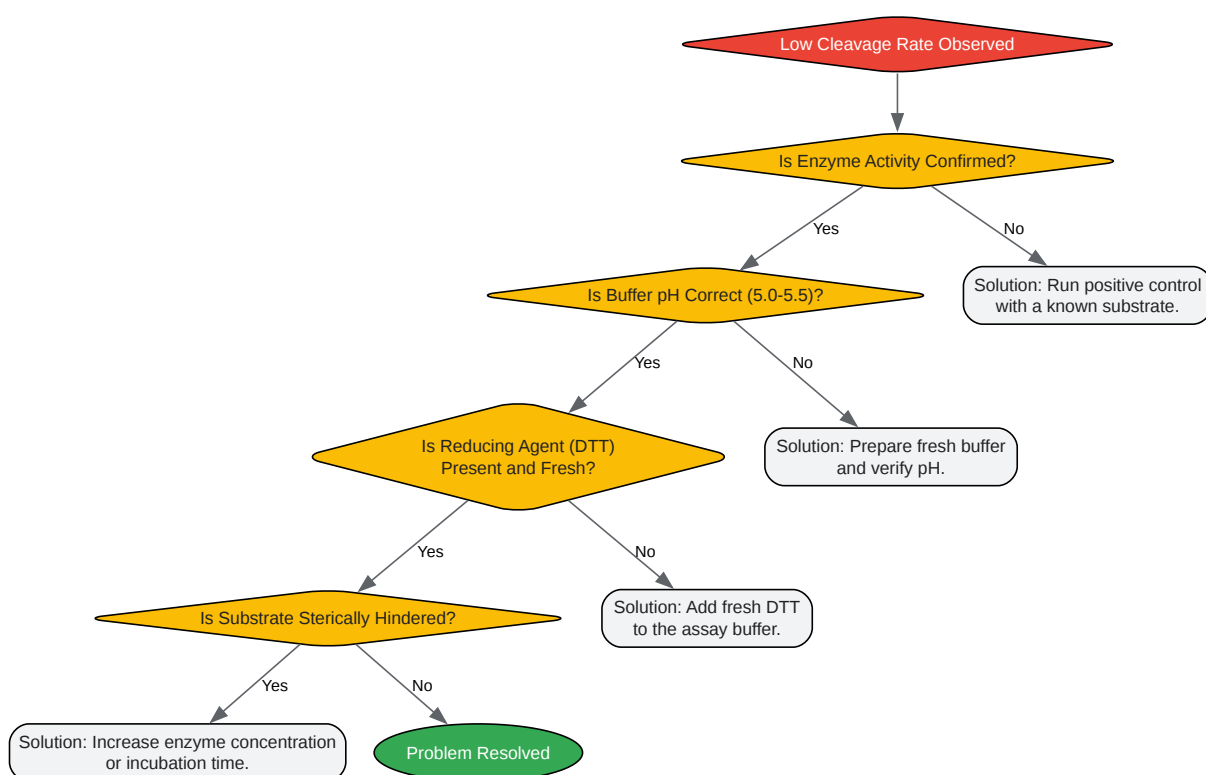 Low Cleavage Rate Observed
Is Enzyme Activity Confirmed?
Yes
No
Is Buffer pH Correct (5.0-5.5)?
Solution: Run positive control
with a known substrate.
Yes
No
Is Reducing Agent (DTT)
Present and Fresh?
Solution: Prepare fresh buffer
and verify pH.
Yes
No
Is Substrate Sterically Hindered?
Solution: Add fresh DTT
to the assay buffer.
Yes
No
Solution: Increase enzyme concentration
or incubation time.
Problem Resolved